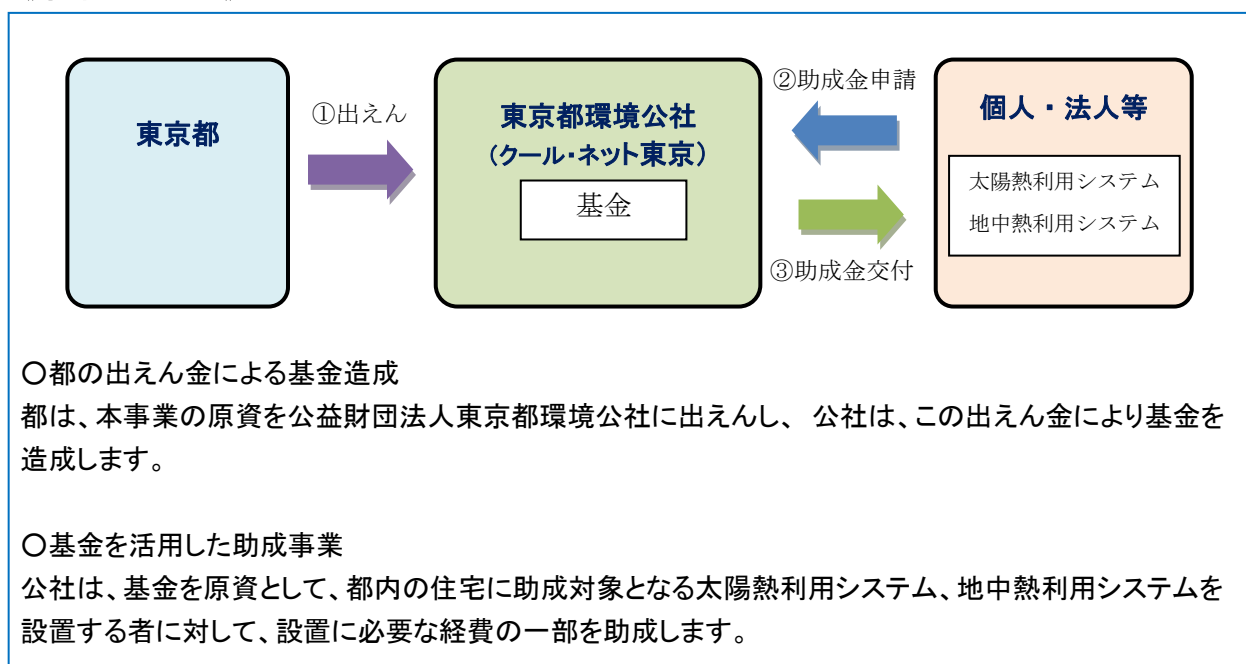 東京都
①出えん
東京都環境公社
(クール・ネット東京)
基金
②助成金申請
③助成金交付
個人・法人等
太陽熱利用システム
地中熱利用システム
○都の出えん金による基金造成
都は、本事業の原資を公益財団法人東京都環境公社に出えんし、 公社は、この出えん金により基金を
造成します。
○基金を活用した助成事業
公社は、基金を原資として、都内の住宅に助成対象となる太陽熱利用システム、地中熱利用システムを
設置する者に対して、設置に必要な経費の一部を助成します。